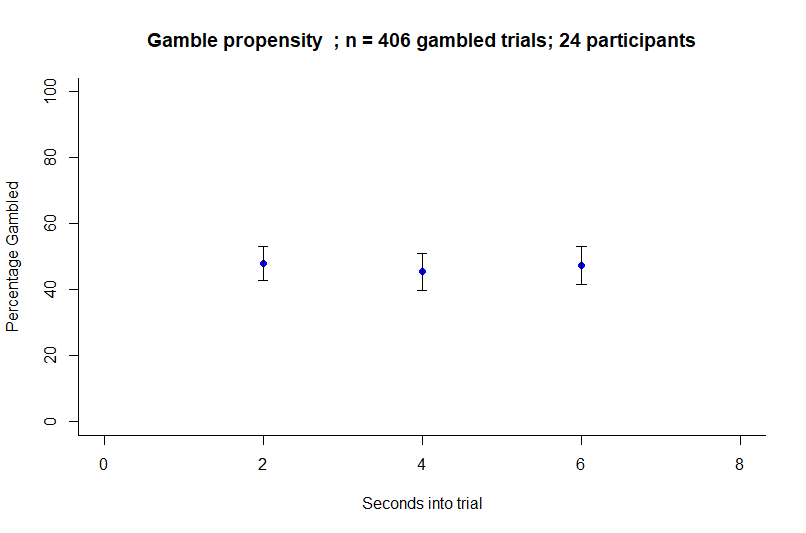 Gamble propensity  ; n = 406 gambled trials; 24 participants
Percentage Gambled
100
80
60
40
20
0
0 2 4 6 8
Seconds into trial